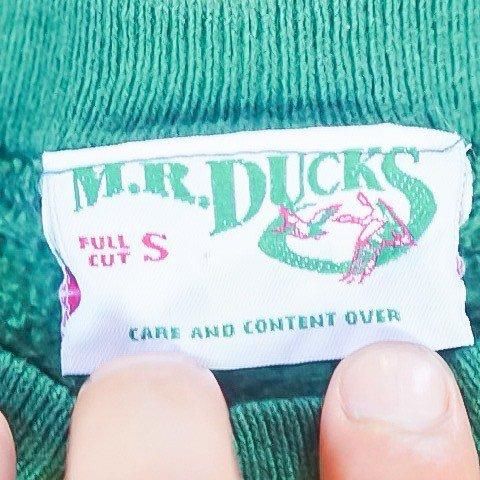 M.R. DUCKS
FULL
CUT S
CARE AND CONTENT OVER